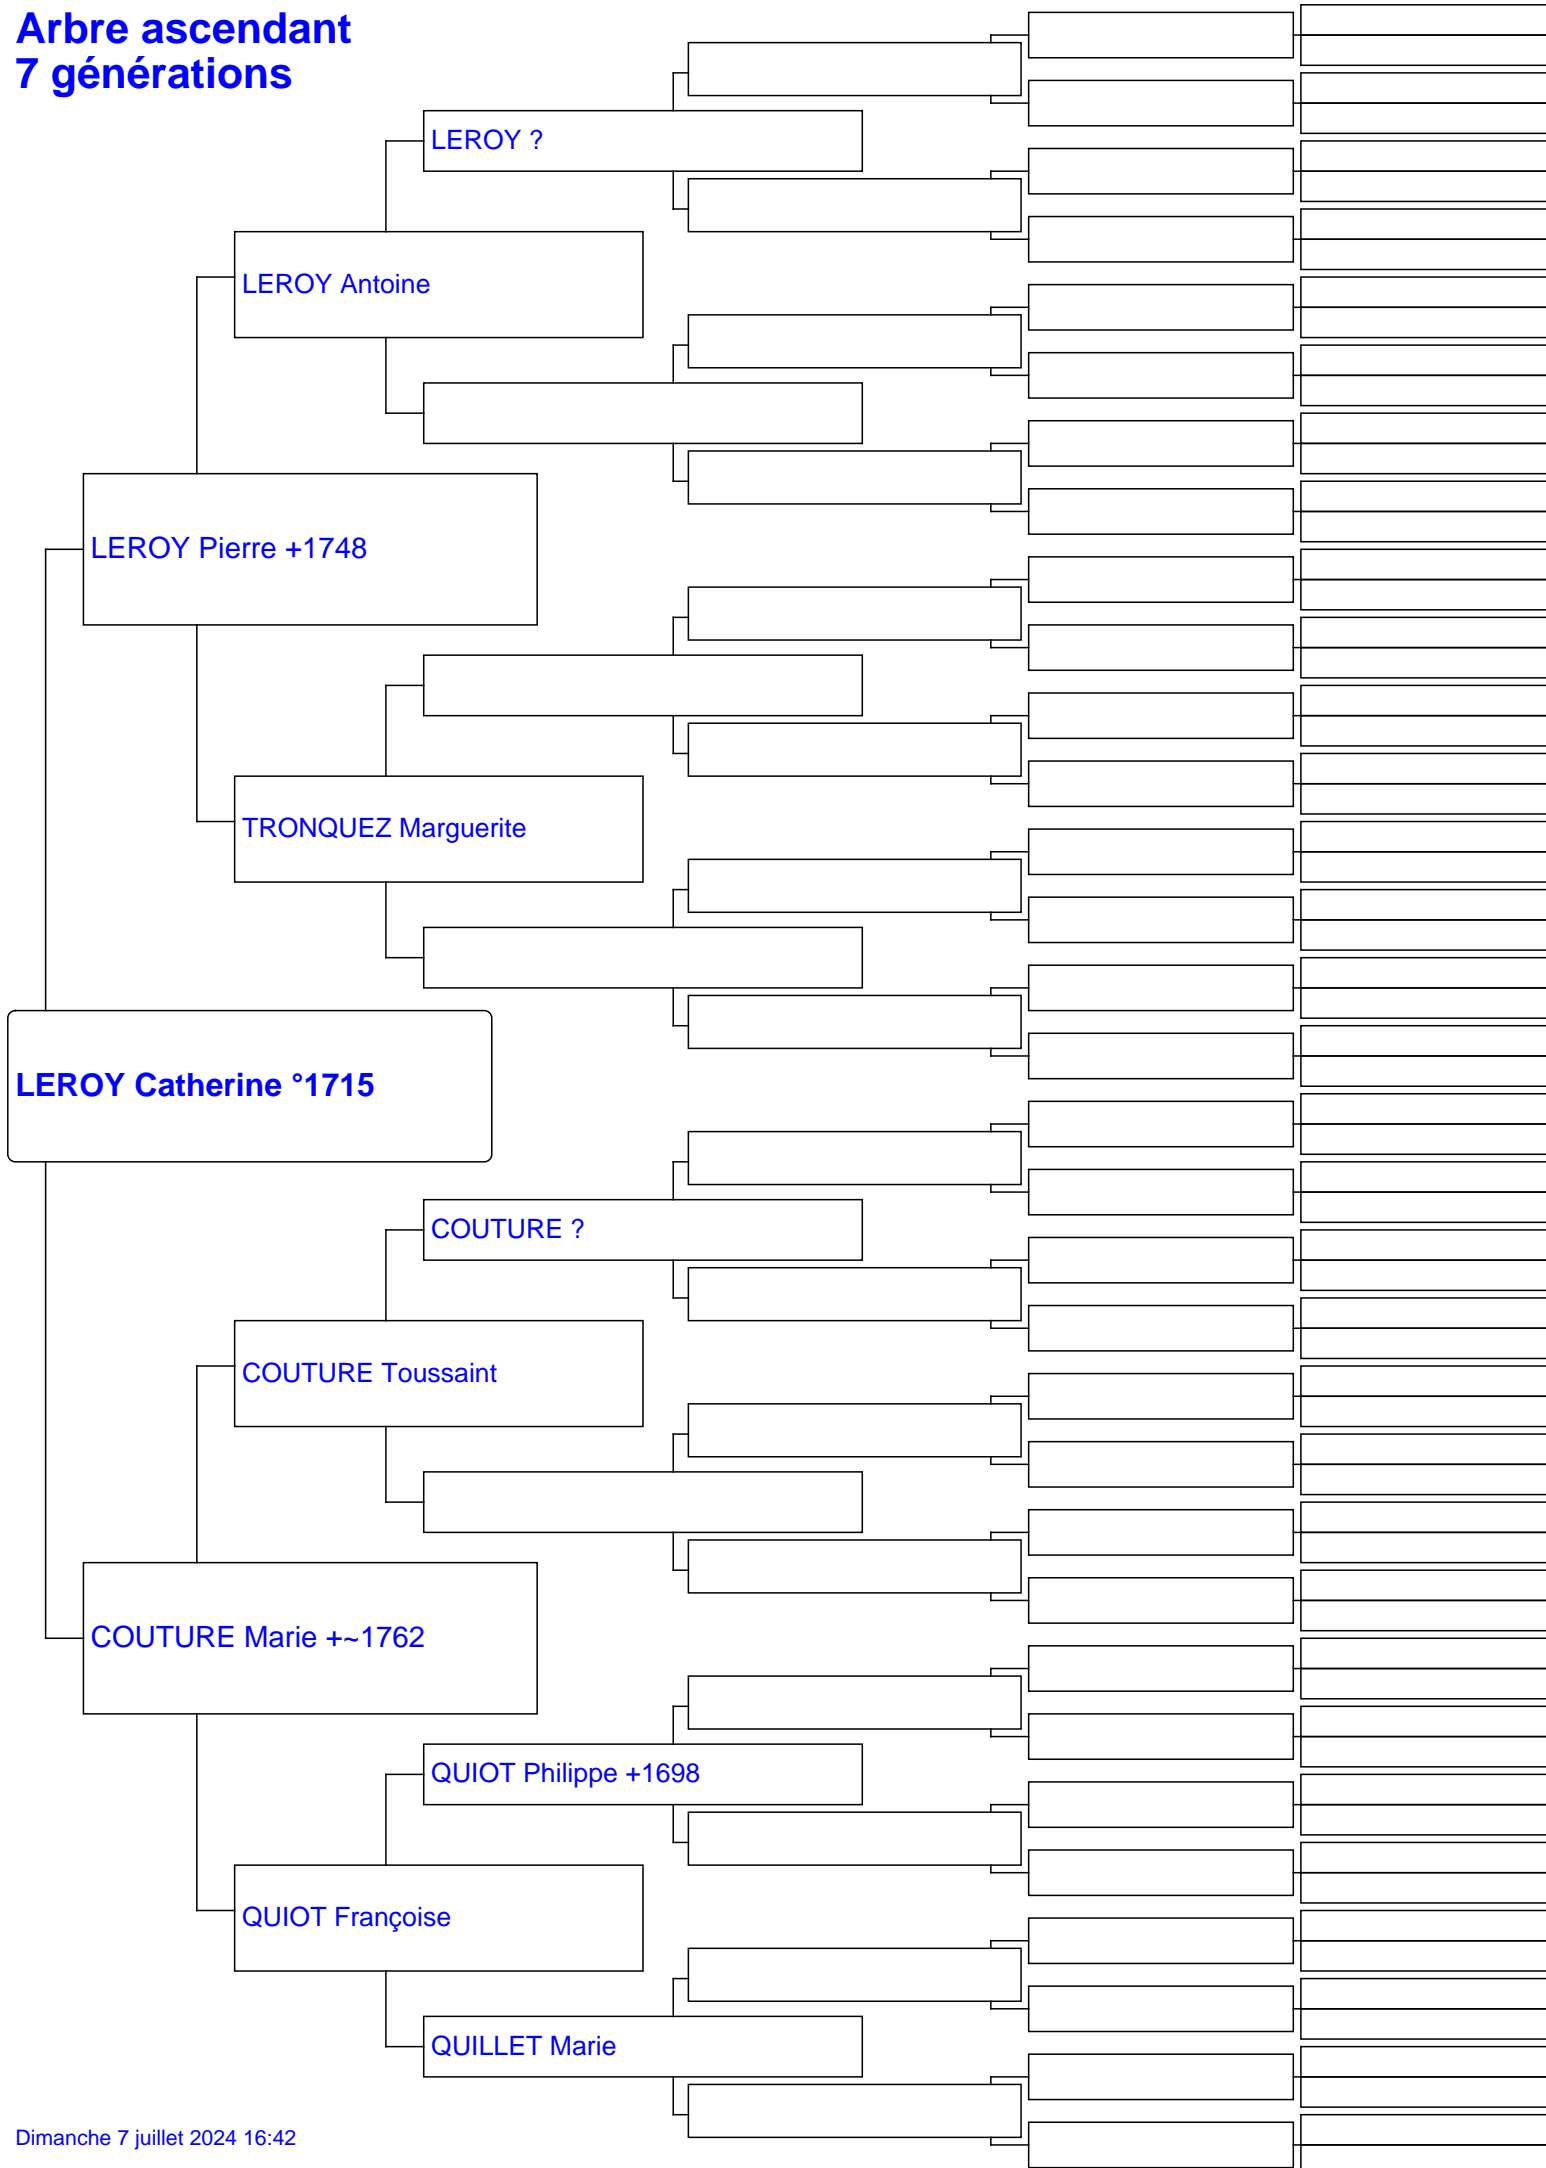 Arbre ascendant
7 générations
LEROY ?
LEROY Antoine
LEROY Pierre +1748
TRONQUEZ Marguerite
LEROY Catherine °1715
COUTURE ?
COUTURE Toussaint
COUTURE Marie +~1762
QUIOT Philippe +1698
QUIOT Françoise
QUILLET Marie
Dimanche 7 juillet 2024 16:42